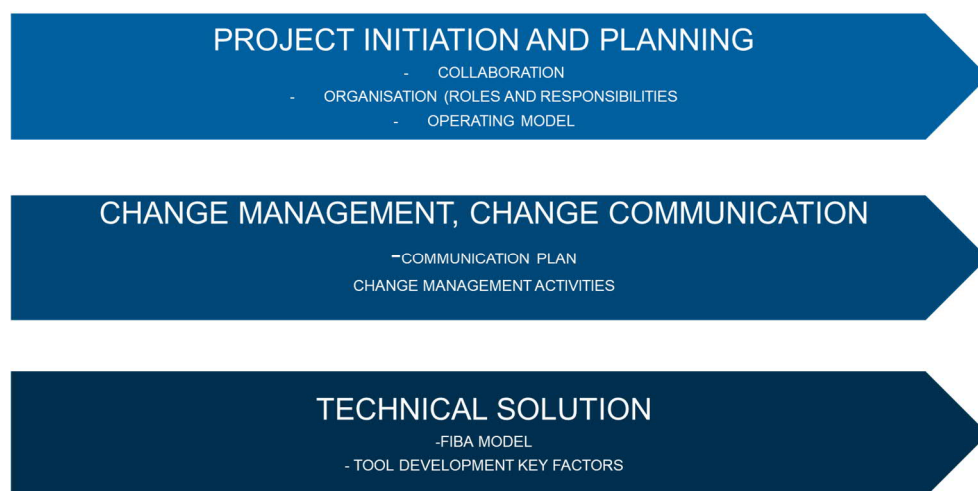 PROJECT INITIATION AND PLANNING
- COLLABORATION
- ORGANISATION (ROLES AND RESPONSIBILITIES
- OPERATING MODEL
CHANGE MANAGEMENT, CHANGE COMMUNICATION
-COMMUNICATION PLAN
CHANGE MANAGEMENT ACTIVITIES
TECHNICAL SOLUTION
-FIBA MODEL
- TOOL DEVELOPMENT KEY FACTORS